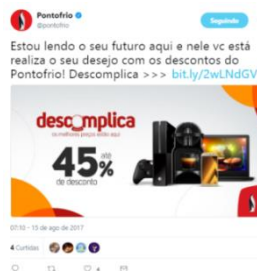 Pontofrio
@pontofrio
Seguindo
Estou lendo o seu futuro aqui e nele vc está
realiza o seu desejo com os descontos do
Pontofrio! Descomplica >>> bit.ly/2wLNdGV
descomplica
os melhores preços estão aqui
até
45%
de desconto
07:10 - 15 de ago de 2017
4 Curtidas
4